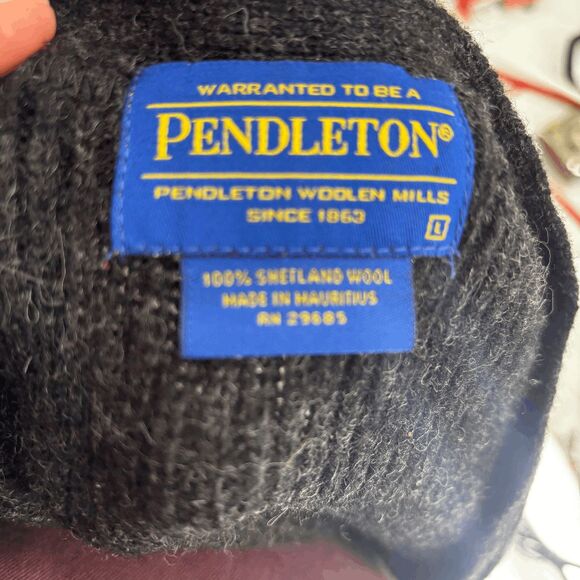 WARRANTED TO BE A
PENDLETON®
PENDLETON WOOLEN MILLS
SINCE 1863
L
100% SHETLAND WOOL
MADE IN MAURITIUS
RN 29685